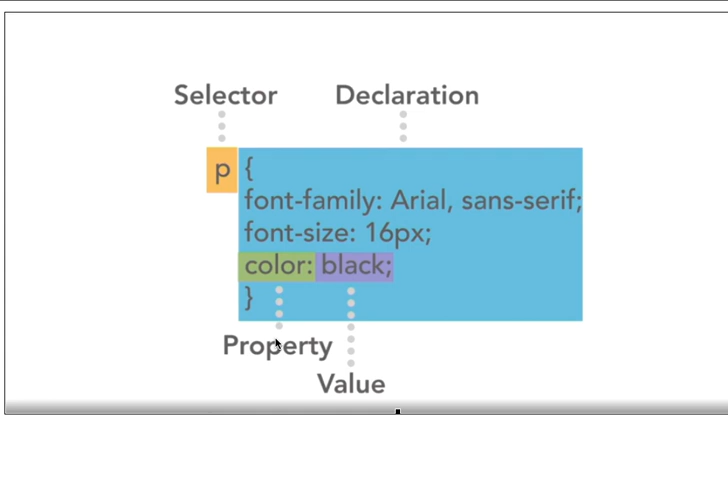 Selector Declaration
p {
font-family: Arial, sans-serif;
font-size: 16px;
color: black;
}
Property
Value